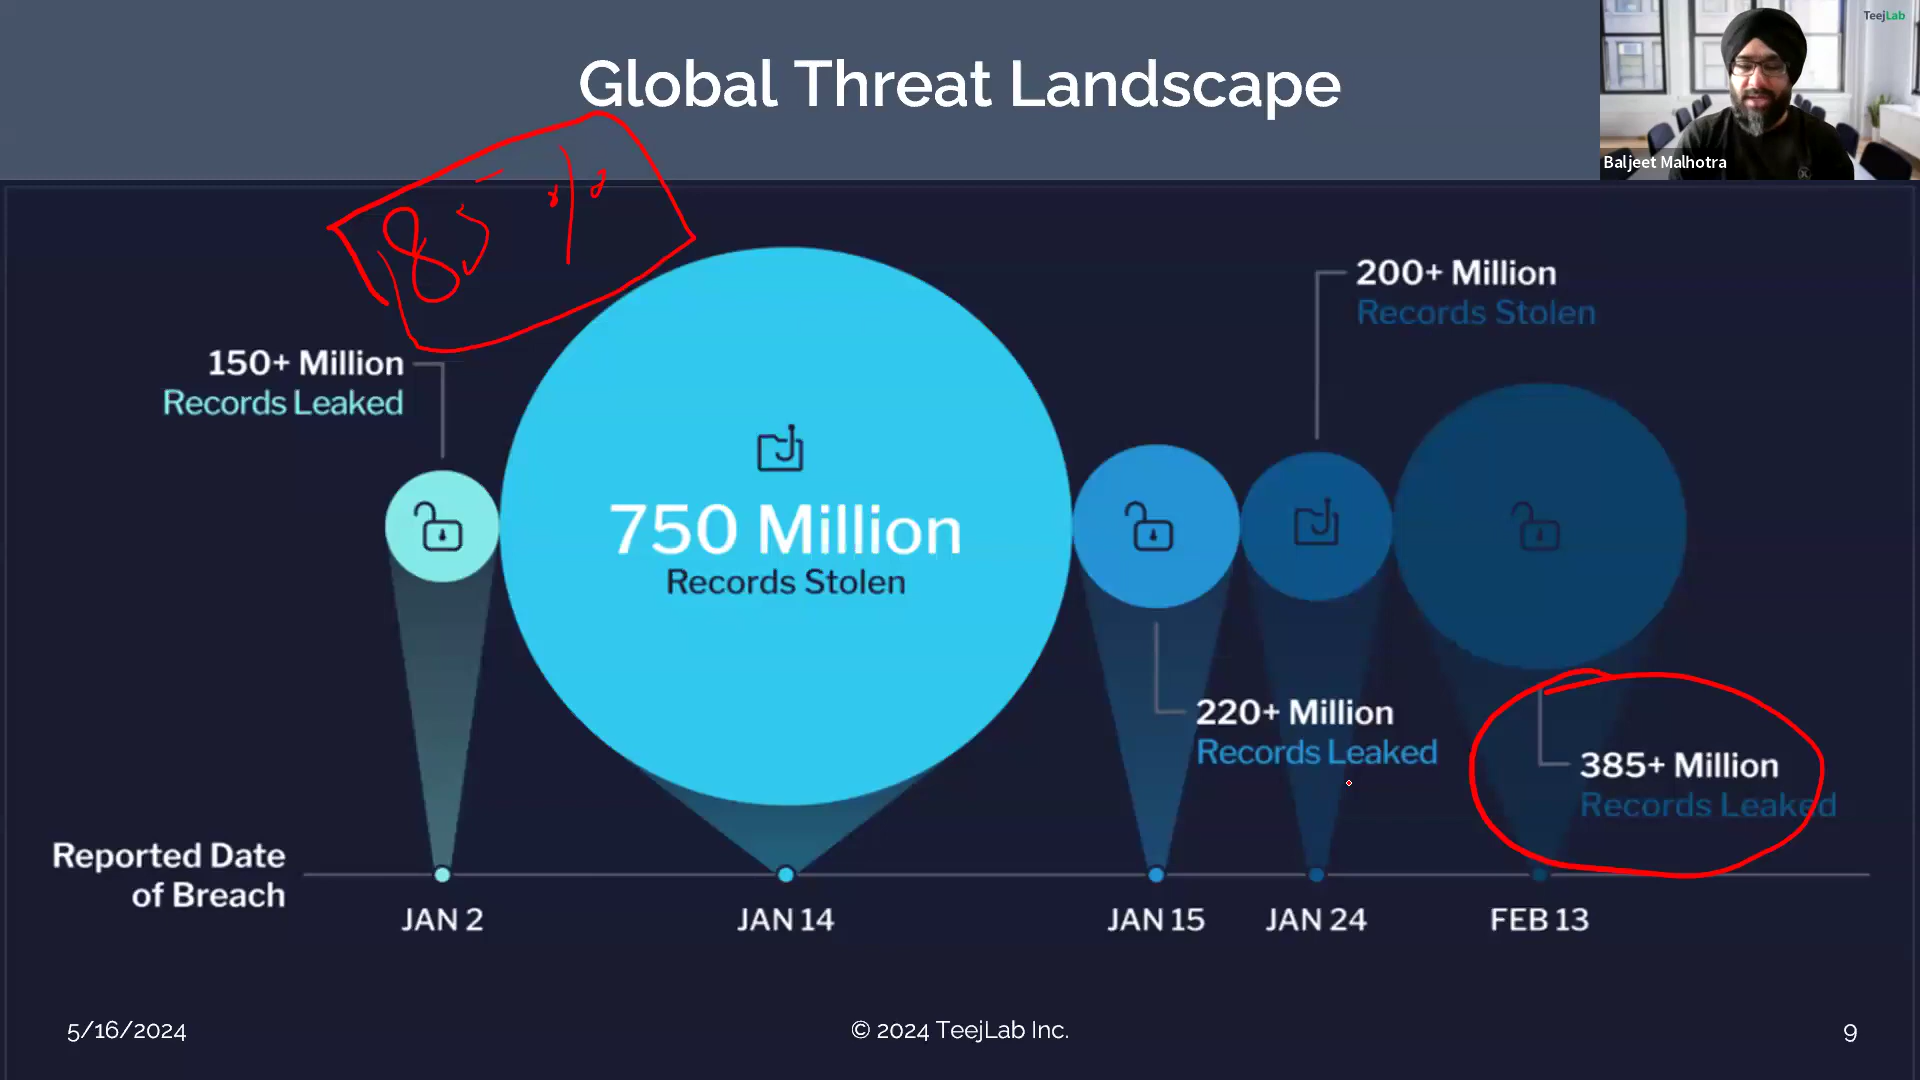 Global Threat Landscape
TeejLab
Baljeet Malhotra
85%
200+ Million
Records Stolen
150+ Million
Records Leaked
750 Million
Records Stolen
220+ Million
Records Leaked
385+ Million
Records Leaked
Reported Date
of Breach
JAN 2
JAN 14
JAN 15
JAN 24
FEB 13
5/16/2024
© 2024 TeejLab Inc.
9